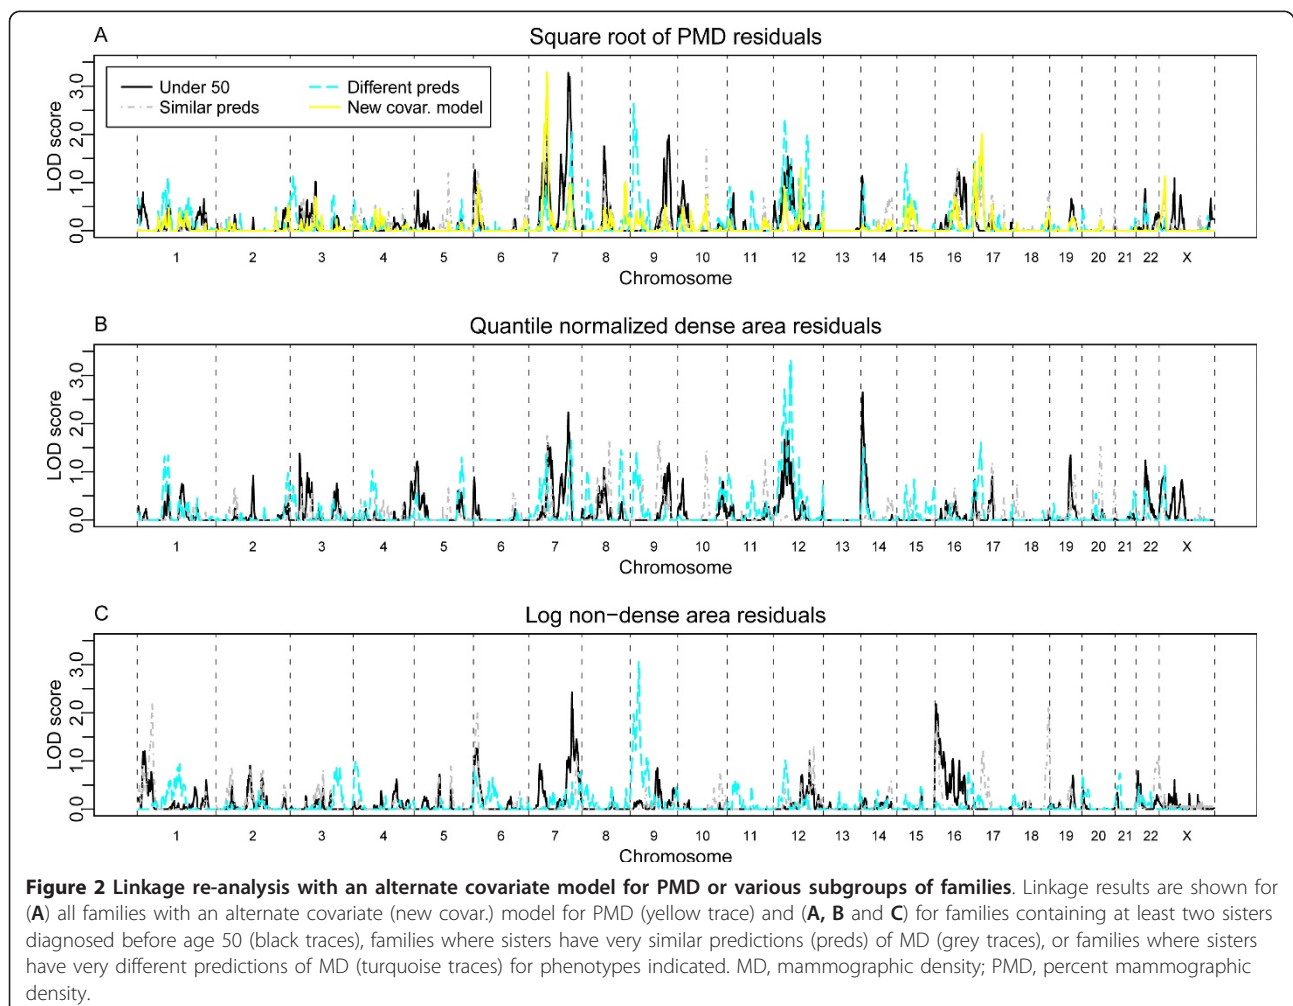 A
Square root of PMD residuals
Under 50
Similar preds
Different preds
New covar. model
LOD score
0.0 1.0 2.0 3.0
1 2 3 4 5 6 7 8 9 10 11 12 13 14 15 16 17 18 19 20 21 22 X
Chromosome
B
Quantile normalized dense area residuals
LOD score
0.0 1.0 2.0 3.0
1 2 3 4 5 6 7 8 9 10 11 12 13 14 15 16 17 18 19 20 21 22 X
Chromosome
C
Log non−dense area residuals
LOD score
0.0 1.0 2.0 3.0
1 2 3 4 5 6 7 8 9 10 11 12 13 14 15 16 17 18 19 20 21 22 X
Chromosome
Figure 2 Linkage re-analysis with an alternate covariate model for PMD or various subgroups of families. Linkage results are shown for
(A) all families with an alternate covariate (new covar.) model for PMD (yellow trace) and (A, B and C) for families containing at least two sisters
diagnosed before age 50 (black traces), families where sisters have very similar predictions (preds) of MD (grey traces), or families where sisters
have very different predictions of MD (turquoise traces) for phenotypes indicated. MD, mammographic density; PMD, percent mammographic
density.